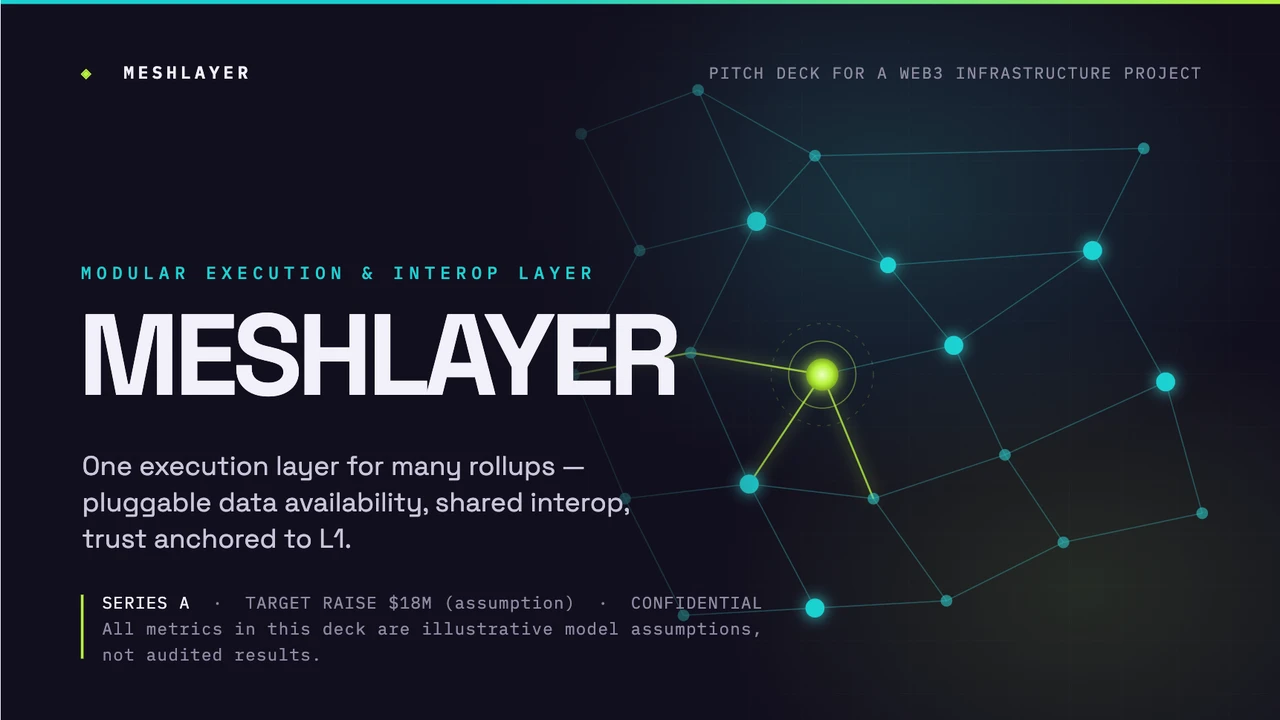 MESHLAYER
PITCH DECK FOR A WEB3 INFRASTRUCTURE PROJECT
MODULAR EXECUTION & INTEROP LAYER
MESHLAYER
One execution layer for many rollups —
pluggable data availability, shared interop,
trust anchored to L1.
SERIES A · TARGET RAISE $18M (assumption) · CONFIDENTIAL
All metrics in this deck are illustrative model assumptions,
not audited results.